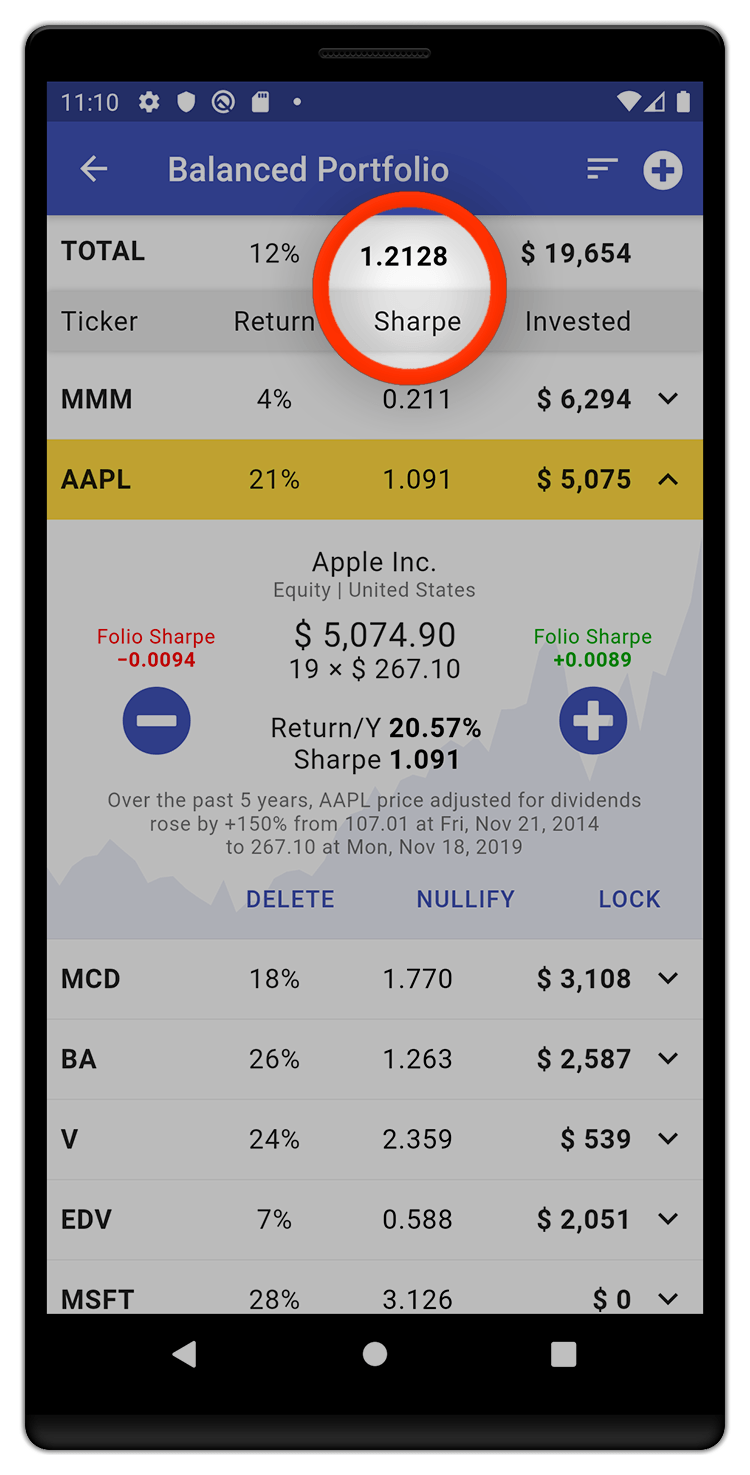 11:10
Balanced Portfolio
TOTAL 12% 1.2128 $ 19,654
Ticker Return Sharpe Invested
MMM 4% 0.211 $ 6,294
AAPL 21% 1.091 $ 5,075
Apple Inc.
Equity | United States
Folio Sharpe $ 5,074.90 Folio Sharpe
−0.0094 19 × $ 267.10 +0.0089
Return/Y 20.57%
Sharpe 1.091
Over the past 5 years, AAPL price adjusted for dividends
rose by +150% from 107.01 at Fri, Nov 21, 2014
to 267.10 at Mon, Nov 18, 2019
DELETE NULLIFY LOCK
MCD 18% 1.770 $ 3,108
BA 26% 1.263 $ 2,587
V 24% 2.359 $ 539
EDV 7% 0.588 $ 2,051
MSFT 28% 3.126 $ 0